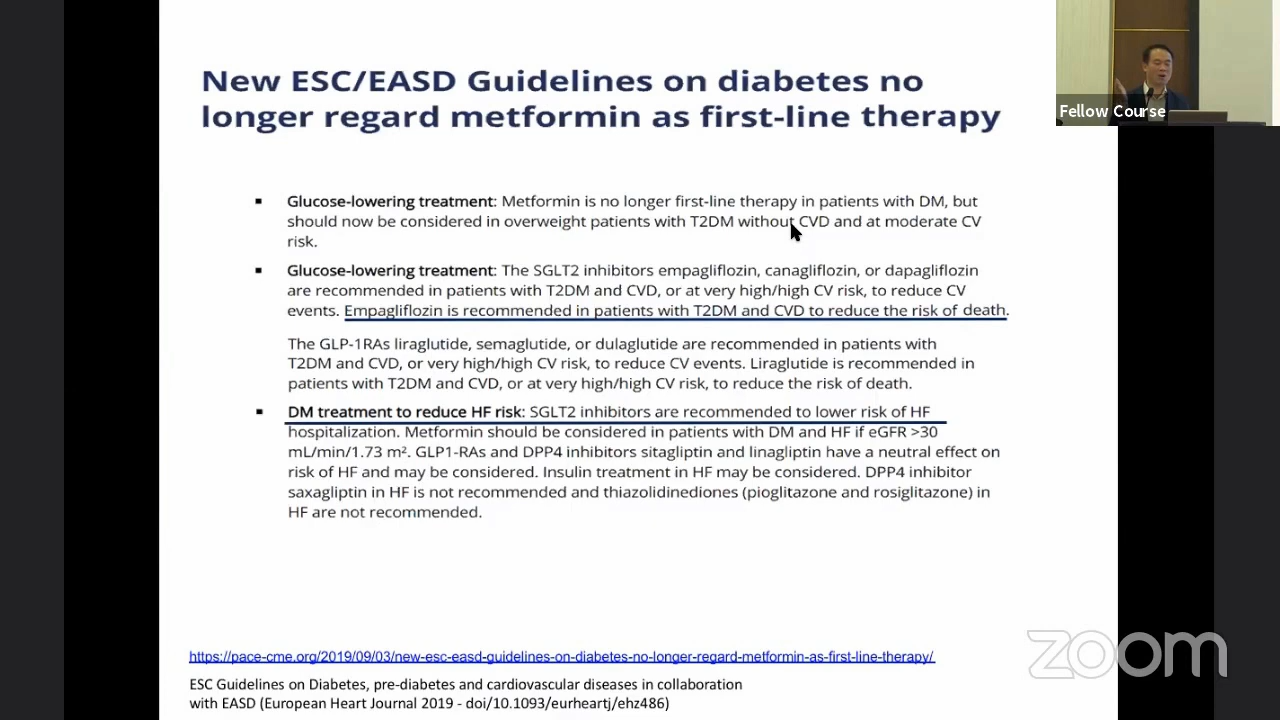 New ESC/EASD Guidelines on diabetes no
longer regard metformin as first-line therapy
Fellow Course
▪ Glucose-lowering treatment: Metformin is no longer first-line therapy in patients with DM, but
should now be considered in overweight patients with T2DM without CVD and at moderate CV
risk.
▪ Glucose-lowering treatment: The SGLT2 inhibitors empagliflozin, canagliflozin, or dapagliflozin
are recommended in patients with T2DM and CVD, or at very high/high CV risk, to reduce CV
events. Empagliflozin is recommended in patients with T2DM and CVD to reduce the risk of death.
The GLP-1RAs liraglutide, semaglutide, or dulaglutide are recommended in patients with
T2DM and CVD, or very high/high CV risk, to reduce CV events. Liraglutide is recommended in
patients with T2DM and CVD, or at very high/high CV risk, to reduce the risk of death.
▪ DM treatment to reduce HF risk: SGLT2 inhibitors are recommended to lower risk of HF
hospitalization. Metformin should be considered in patients with DM and HF if eGFR >30
mL/min/1.73 m². GLP1-RAs and DPP4 inhibitors sitagliptin and linagliptin have a neutral effect on
risk of HF and may be considered. Insulin treatment in HF may be considered. DPP4 inhibitor
saxagliptin in HF is not recommended and thiazolidinediones (pioglitazone and rosiglitazone) in
HF are not recommended.
https://pace-cme.org/2019/09/03/new-esc-easd-guidelines-on-diabetes-no-longer-regard-metformin-as-first-line-therapy/
ESC Guidelines on Diabetes, pre-diabetes and cardiovascular diseases in collaboration
with EASD (European Heart Journal 2019 - doi/10.1093/eurheartj/ehz486)
zoom